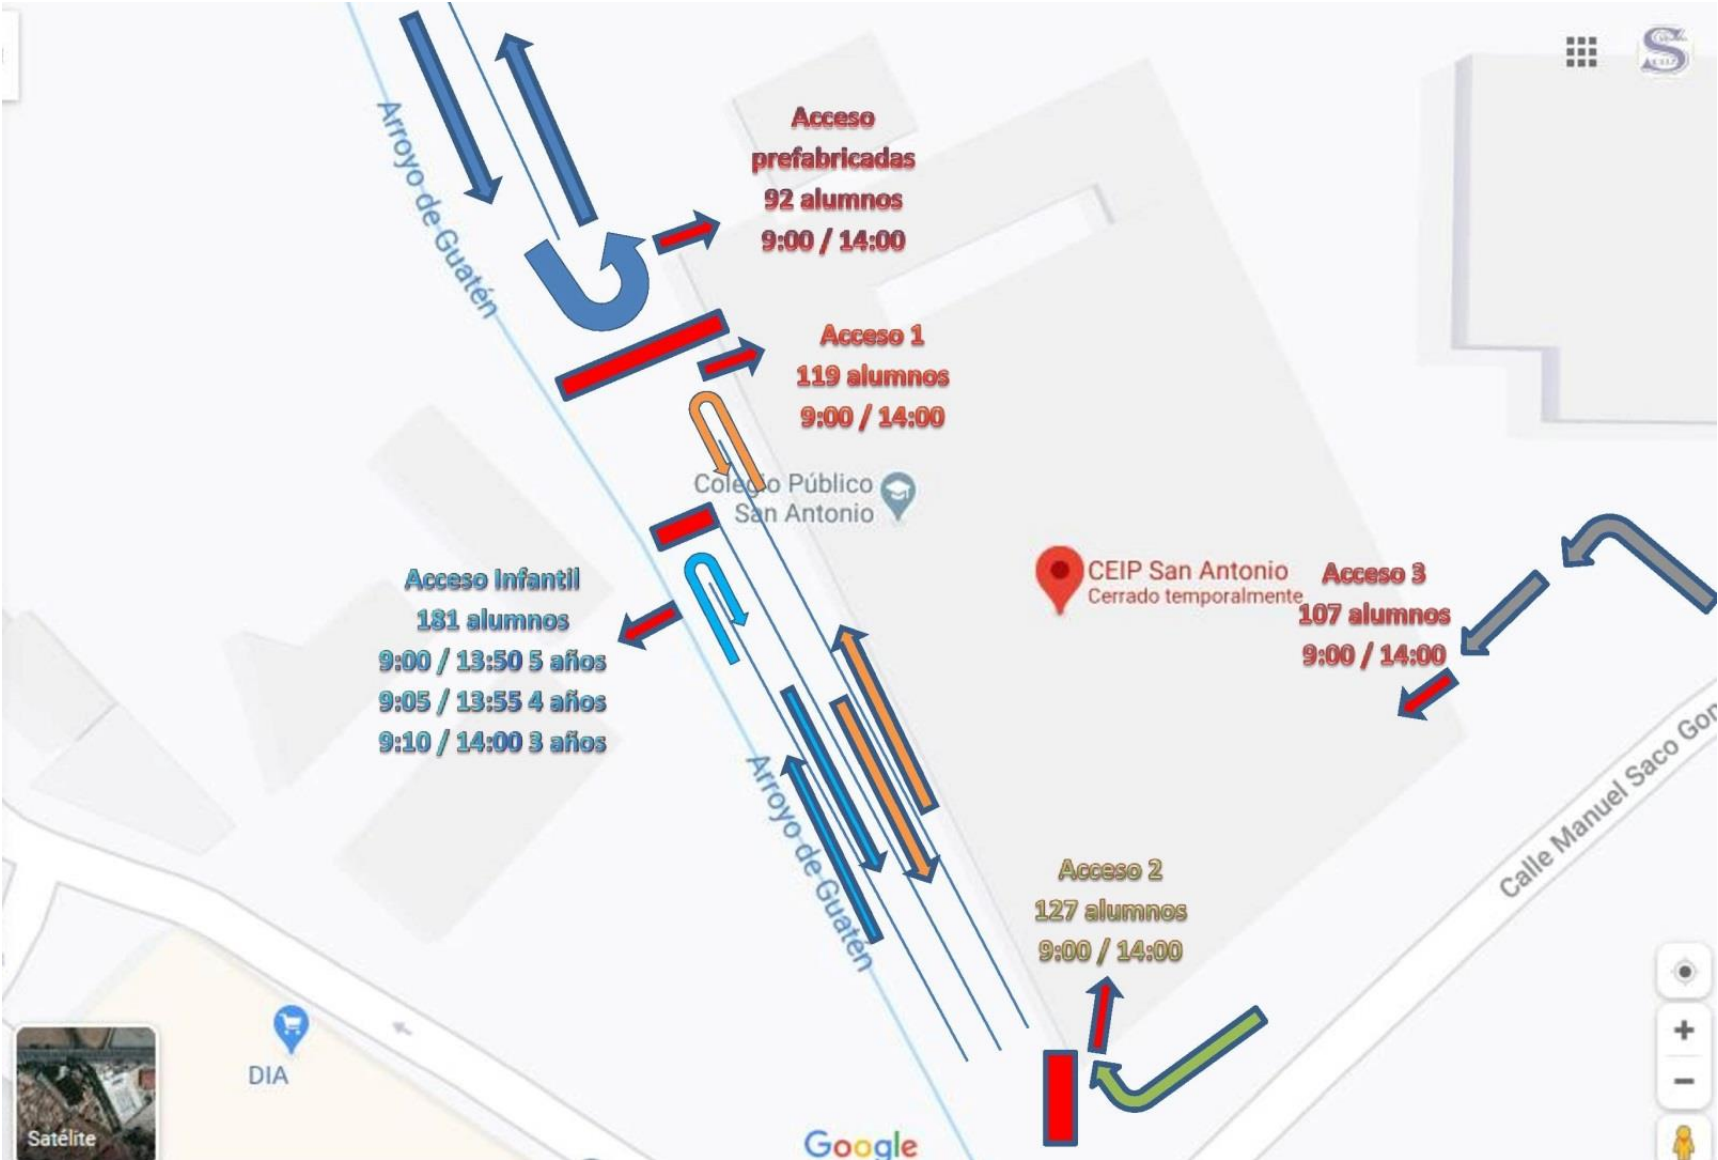 Arroyo de Guatén
Acceso
prefabricadas
92 alumnos
9:00 / 14:00
Acceso 1
119 alumnos
9:00 / 14:00
Colegio Público
San Antonio
Acceso Infantil
181 alumnos
9:00 / 13:50 5 años
9:05 / 13:55 4 años
9:10 / 14:00 3 años
CEIP San Antonio
Cerrado temporalmente
Acceso 3
107 alumnos
9:00 / 14:00
Arroyo de Guatén
Calle Manuel Saco Gon
Acceso 2
127 alumnos
9:00 / 14:00
DIA
Satélite
Google